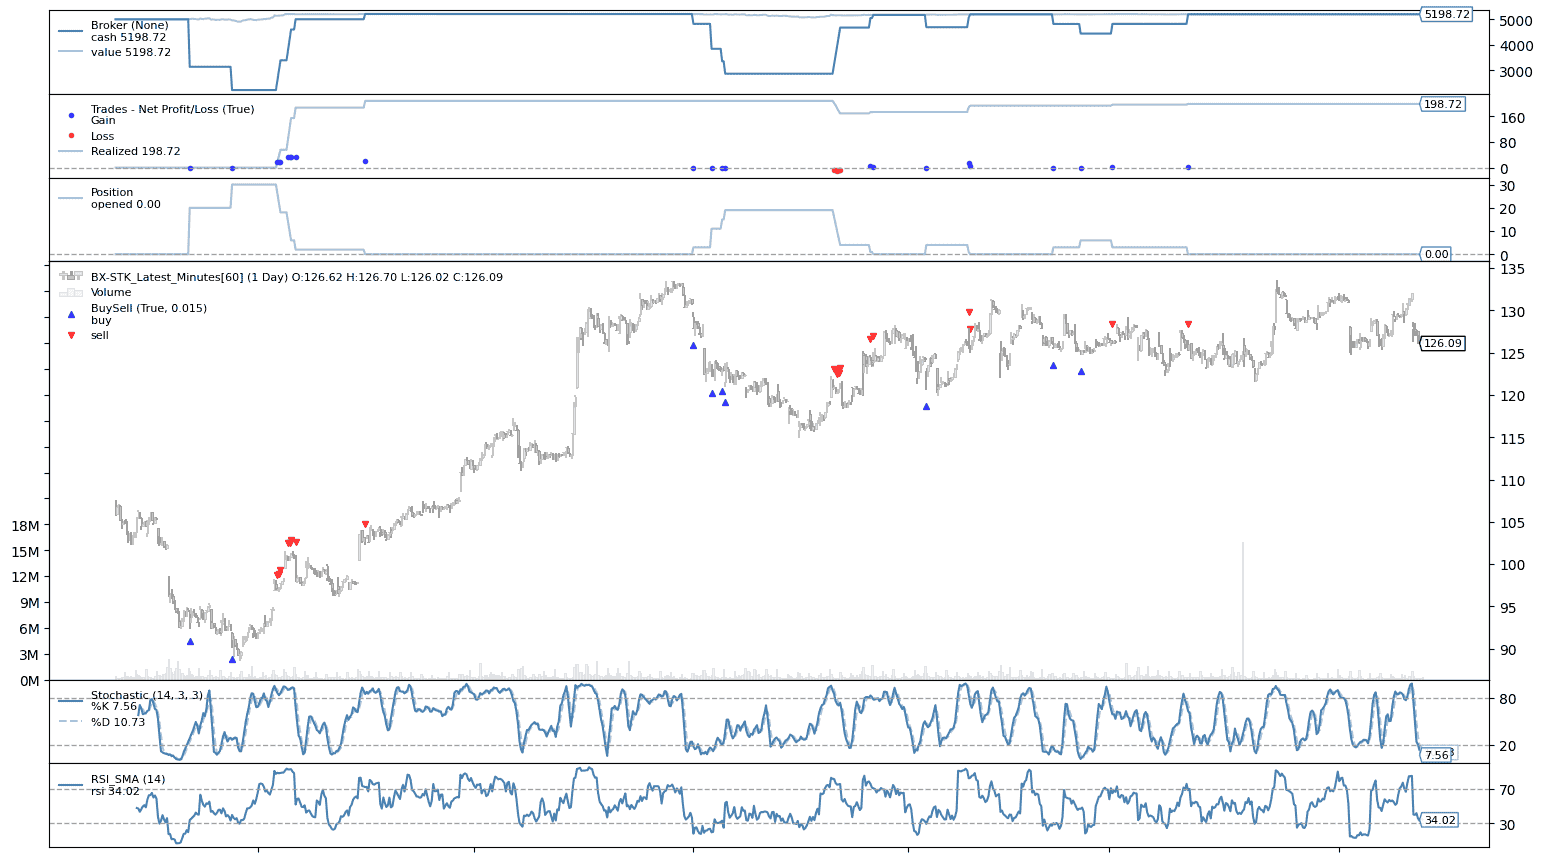 Broker (None)
cash 5198.72
value 5198.72
5198.72
5000
4000
3000
Trades - Net Profit/Loss (True)
Gain
Loss
Realized 198.72
198.72
160
80
0
Position
opened 0.00
30
20
10
0
0.00
BX-STK_Latest_Minutes[60] (1 Day) O:126.62 H:126.70 L:126.02 C:126.09
Volume
BuySell (True, 0.015)
buy
sell
135
130
126.09
125
120
115
110
105
100
95
90
18M
15M
12M
9M
6M
3M
0M
Stochastic (14, 3, 3)
%K 7.56
%D 10.73
80
20
7.56
RSI_SMA (14)
rsi 34.02
70
30
34.02